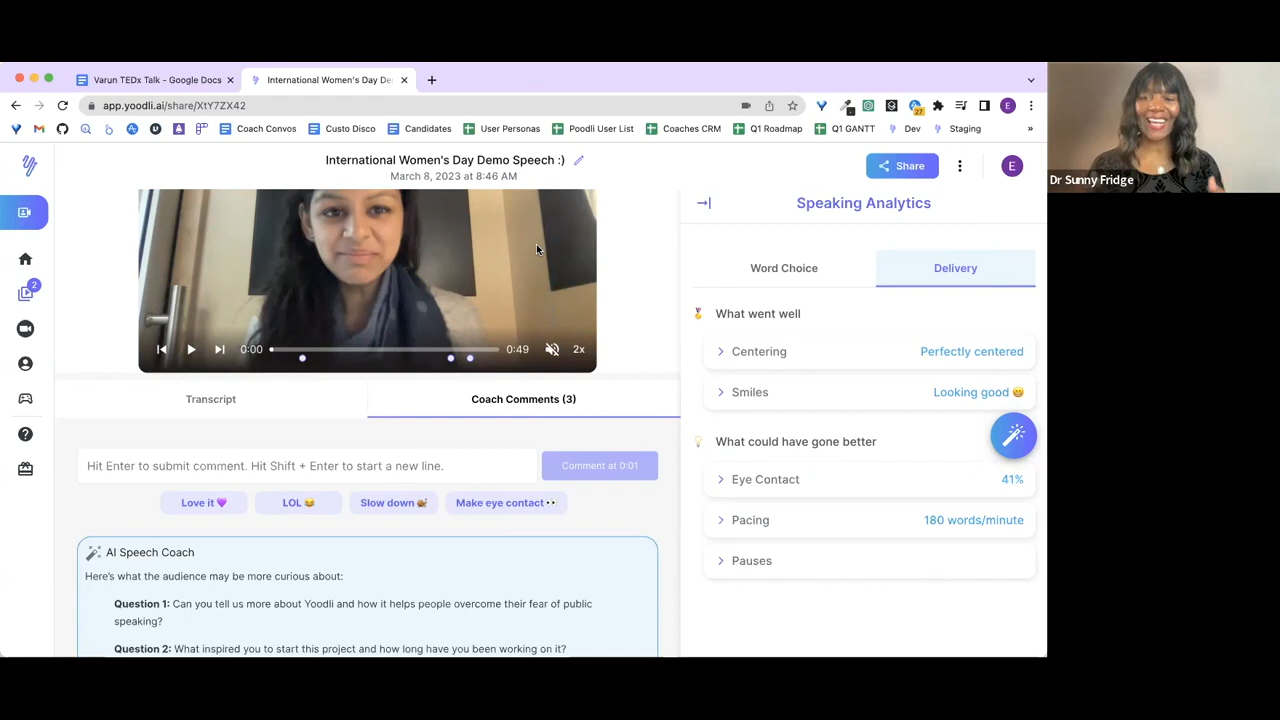 Varun TEDx Talk - Google Docs
International Women's Day De
app.yoodli.ai/share/XtY7ZX42
27
E
Coach Convos
Custo Disco
Candidates
User Personas
Poodli User List
Coaches CRM
Q1 Roadmap
Q1 GANTT
Dev
Staging
»
Dr Sunny Fridge
International Women's Day Demo Speech :)
March 8, 2023 at 8:46 AM
Share
E
2
0:00
0:49
2x
Transcript
Coach Comments (3)
Hit Enter to submit comment. Hit Shift + Enter to start a new line.
Comment at 0:01
Love it 💜
LOL 😂
Slow down 🐌
Make eye contact 👀
AI Speech Coach
Here's what the audience may be more curious about:
Question 1: Can you tell us more about Yoodli and how it helps people overcome their fear of public
speaking?
Question 2: What inspired you to start this project and how long have you been working on it?
Speaking Analytics
Word Choice
Delivery
What went well
Centering
Perfectly centered
Smiles
Looking good 😁
What could have gone better
Eye Contact
41%
Pacing
180 words/minute
Pauses